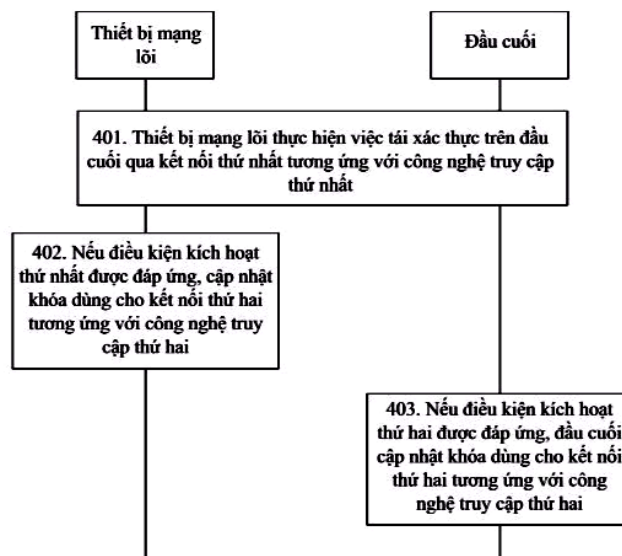 Thiết bị mạng
lõi
Đầu cuối
401. Thiết bị mạng lõi thực hiện việc tái xác thực trên đầu
cuối qua kết nối thứ nhất tương ứng với công nghệ truy cập
thứ nhất
402. Nếu điều kiện kích hoạt
thứ nhất được đáp ứng, cập nhật
khóa dùng cho kết nối thứ hai
tương ứng với công nghệ truy
cập thứ hai
403. Nếu điều kiện kích hoạt
thứ hai được đáp ứng, đầu cuối
cập nhật khóa dùng cho kết nối
thứ hai tương ứng với công
nghệ truy cập thứ hai